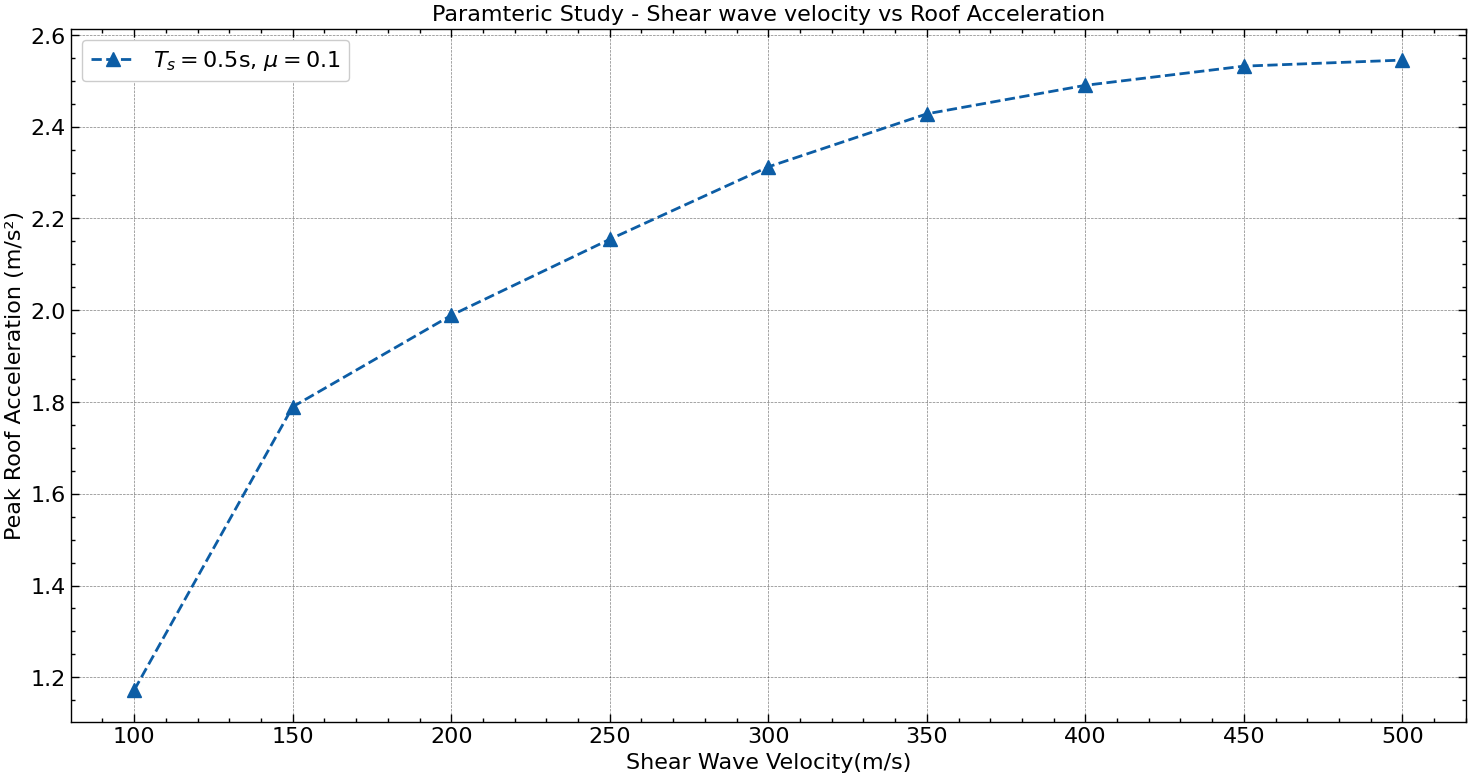 Paramteric Study - Shear wave velocity vs Roof Acceleration
T_s = 0.5s, μ = 0.1
Peak Roof Acceleration (m/s²)
2.6
2.4
2.2
2.0
1.8
1.6
1.4
1.2
100 150 200 250 300 350 400 450 500
Shear Wave Velocity(m/s)